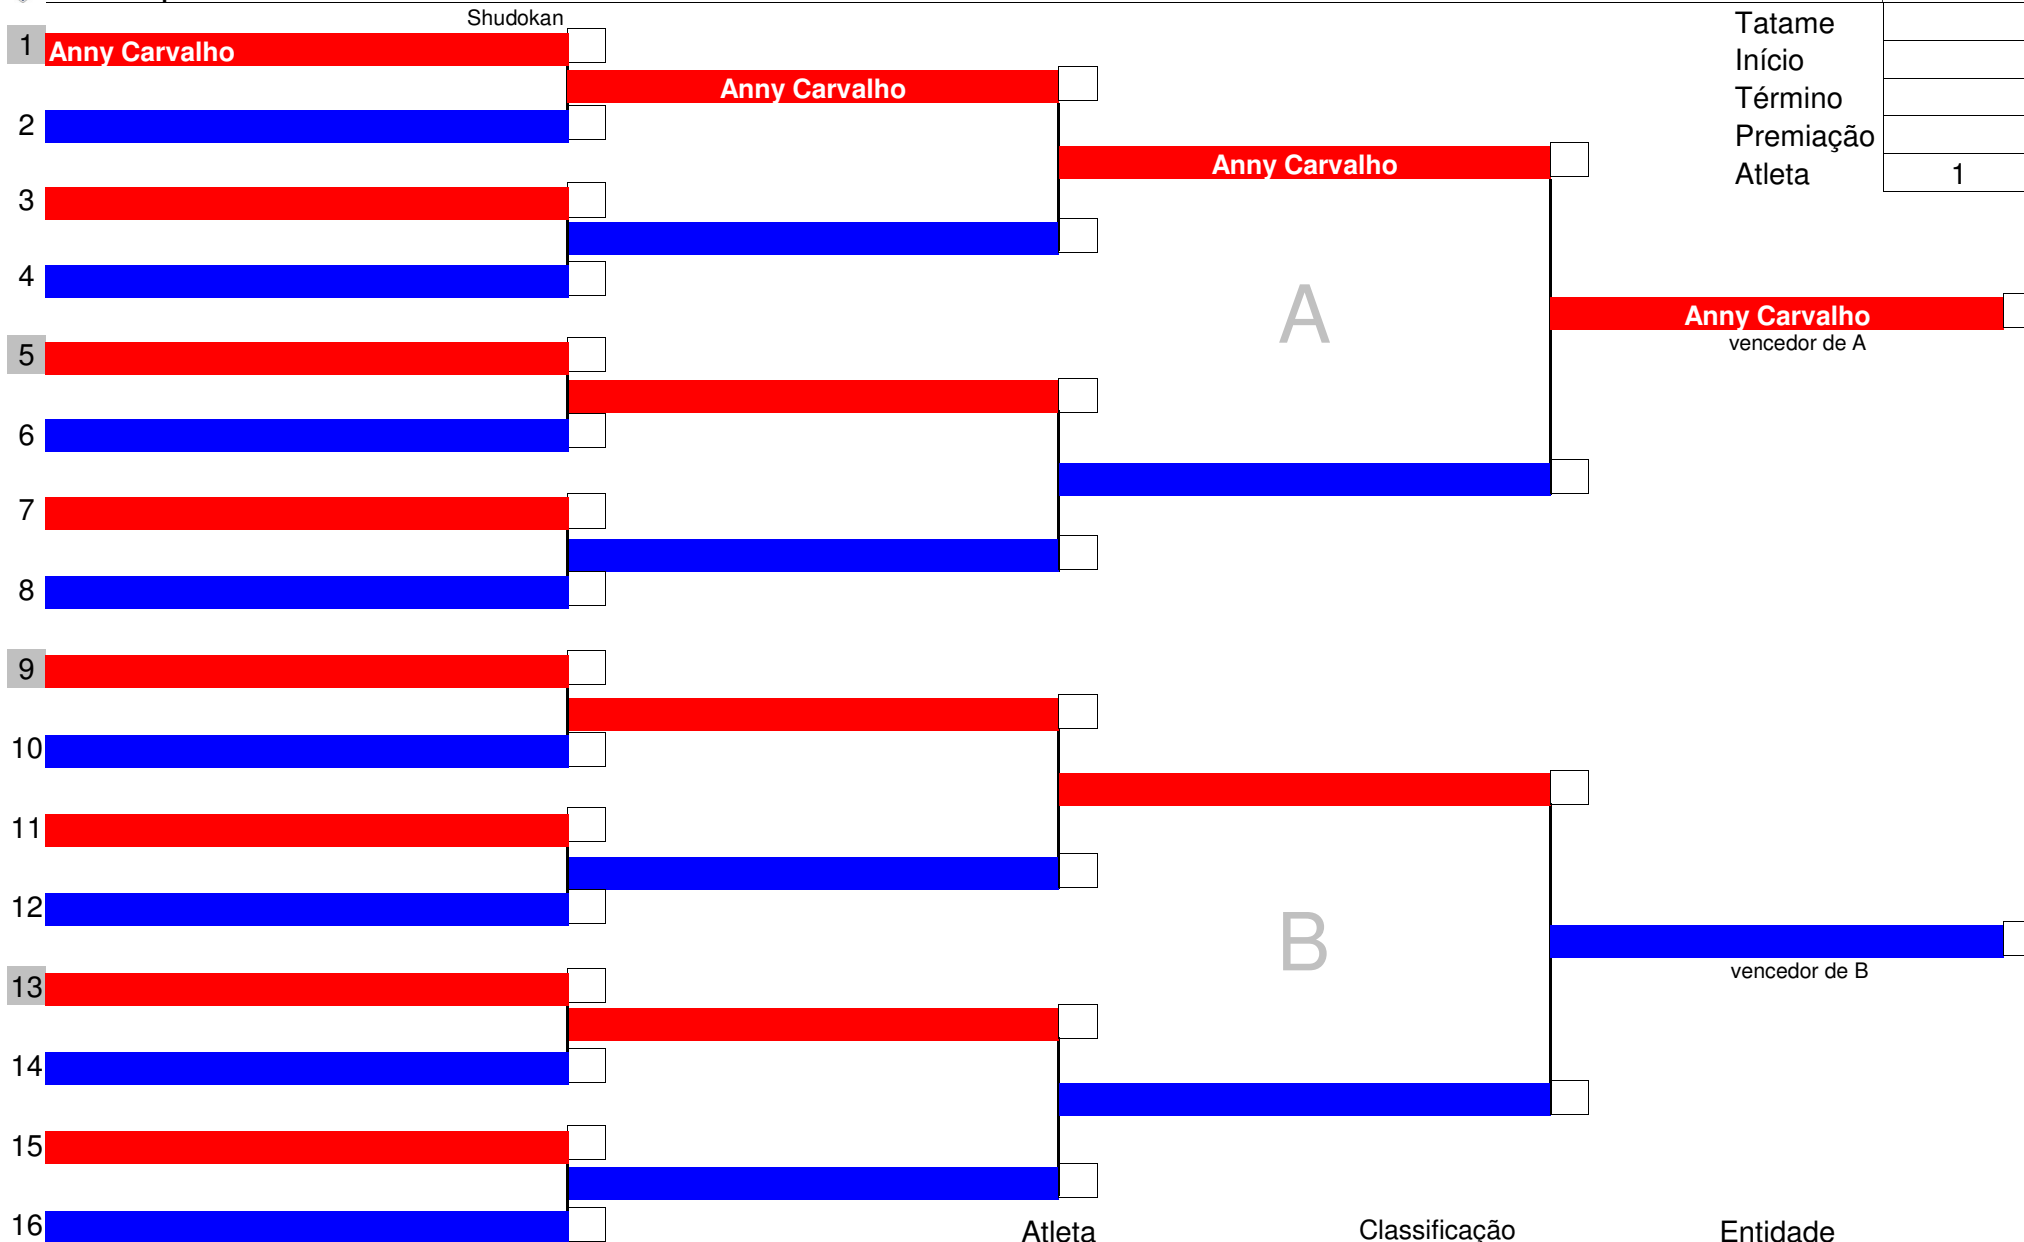 Shudokan
Tatame
1 Anny Carvalho
Início
Anny Carvalho
Término
2
Premiação
Anny Carvalho
Atleta 1
3
4
A
Anny Carvalho
vencedor de A
5
6
7
8
9
10
11
12
B
vencedor de B
13
14
15
16
Atleta Classificação Entidade